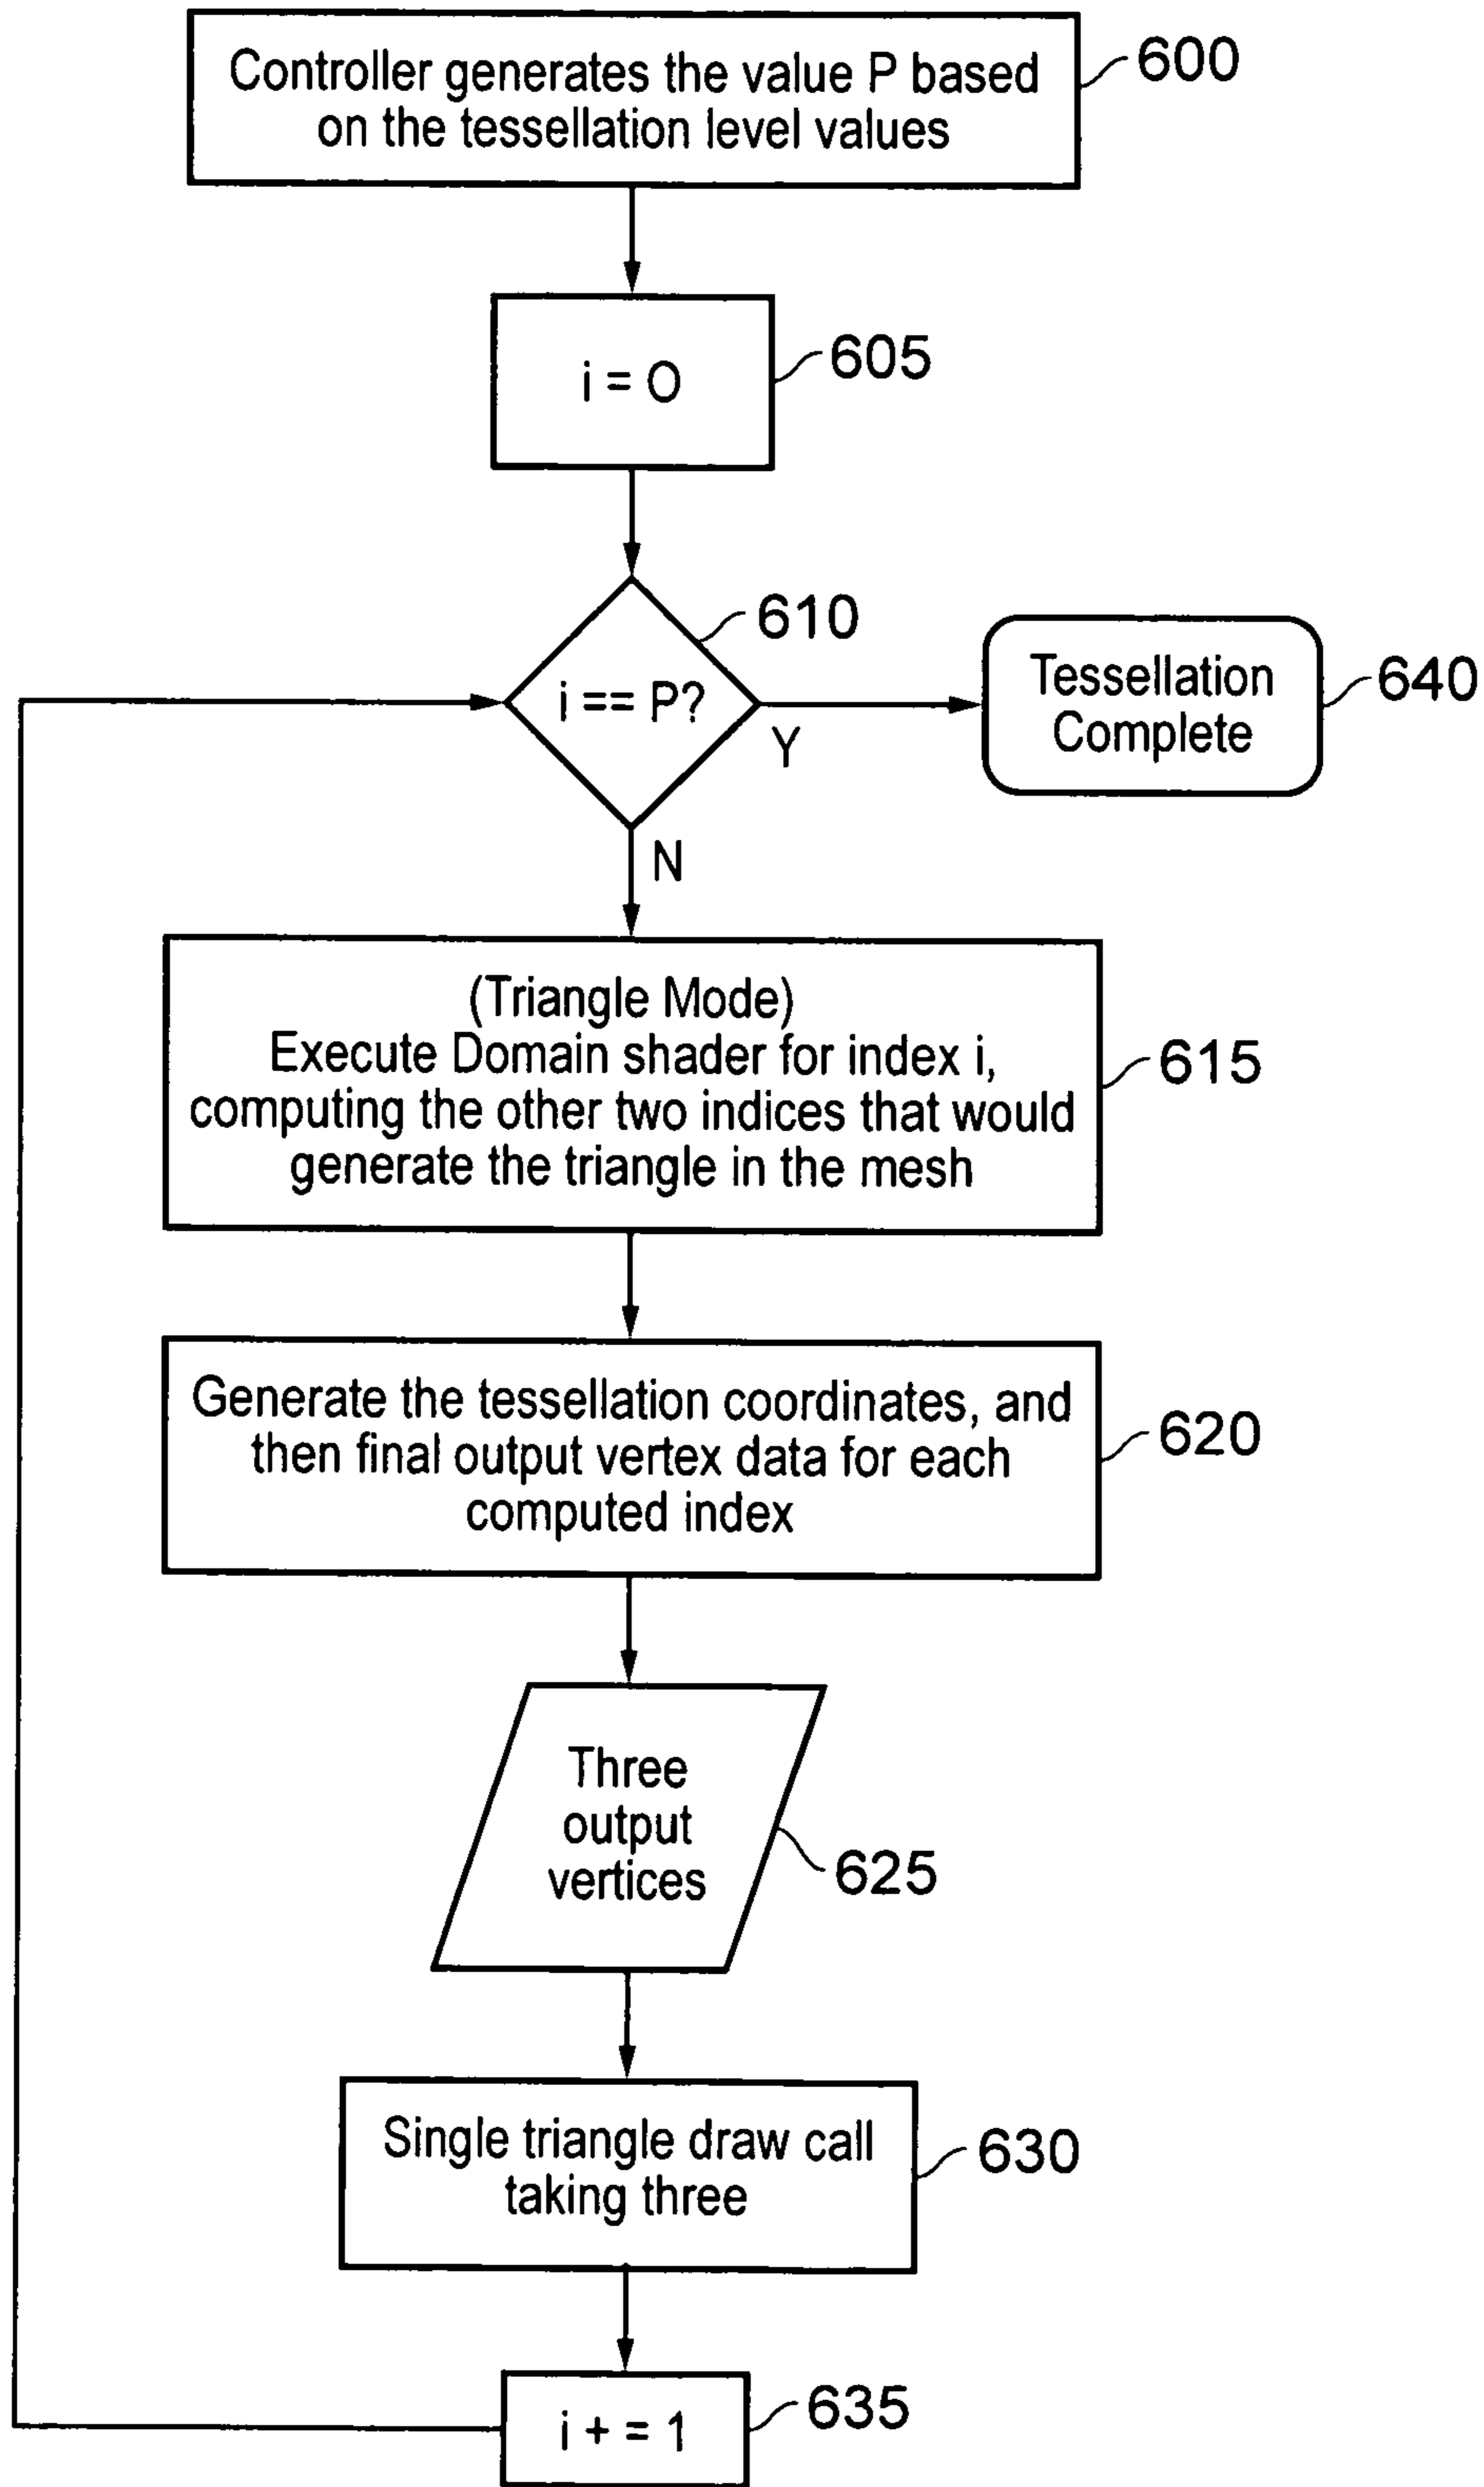 Controller generates the value P based
on the tessellation level values
600
i = O
605
610
i == P?
Y
Tessellation
Complete
640
N
(Triangle Mode)
Execute Domain shader for index i,
computing the other two indices that would
generate the triangle in the mesh
615
Generate the tessellation coordinates, and
then final output vertex data for each
computed index
620
Three
output
vertices
625
Single triangle draw call
taking three
630
i + = 1
635